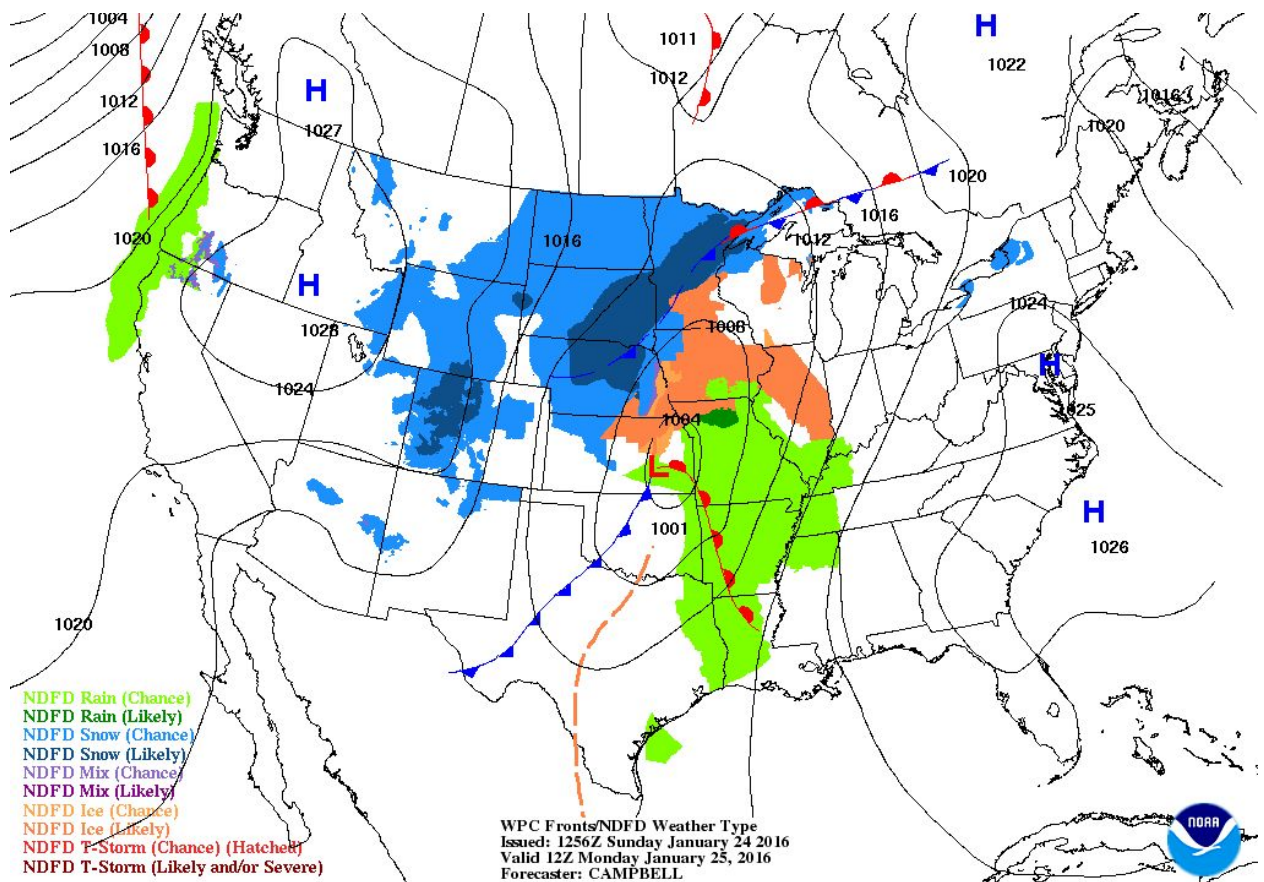 1004
1008
1012
1016
1020
H
1027
1011
1012
H
1022
1016
1020
1020
1016
1012
1016
H
1028
1024
1024
H
1025
1008
1004
L
1001
H
1026
1020
NDFD Rain (Chance)
NDFD Rain (Likely)
NDFD Snow (Chance)
NDFD Snow (Likely)
NDFD Mix (Chance)
NDFD Mix (Likely)
NDFD Ice (Chance)
NDFD Ice (Likely)
NDFD T-Storm (Chance) (Hatched)
NDFD T-Storm (Likely and/or Severe)
WPC Fronts/NDFD Weather Type
Issued: 1256Z Sunday January 24 2016
Valid 12Z Monday January 25, 2016
Forecaster: CAMPBELL
NOAA